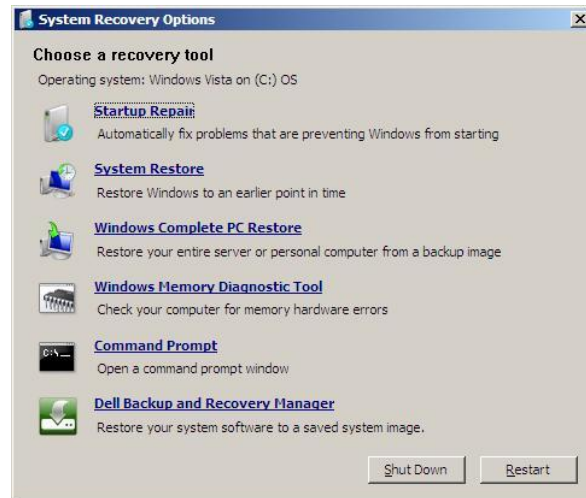 System Recovery Options
Choose a recovery tool
Operating system: Windows Vista on (C:) OS
Startup Repair
Automatically fix problems that are preventing Windows from starting
System Restore
Restore Windows to an earlier point in time
Windows Complete PC Restore
Restore your entire server or personal computer from a backup image
Windows Memory Diagnostic Tool
Check your computer for memory hardware errors
C:\_
Command Prompt
Open a command prompt window
Dell Backup and Recovery Manager
Restore your system software to a saved system image.
Shut Down
Restart